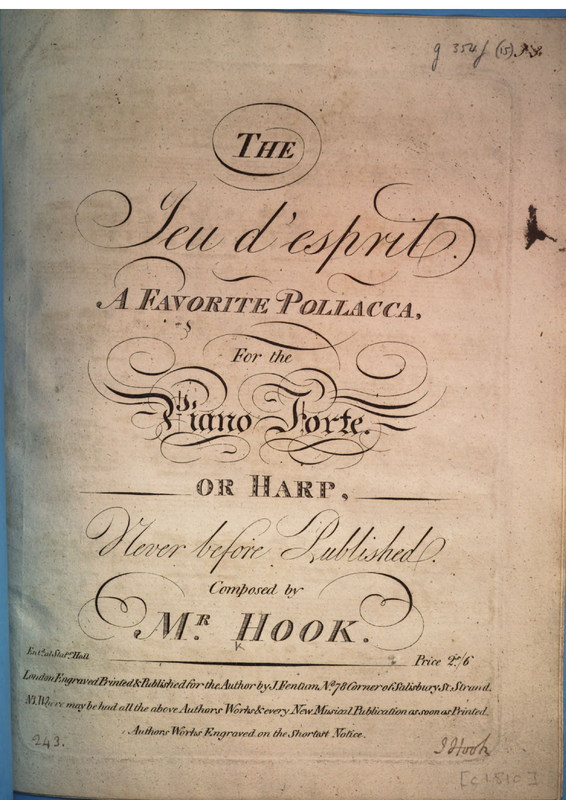 g 354 f (15)
THE
Jeu d'esprit.
A FAVORITE POLLACCA,
For the
Piano Forte.
OR HARP,
Never before Published.
Composed by
Mr. HOOK.
Ent.d at Stat.rs Hall
Price 2s./6
London Engraved Printed & Published for the Author by J. Fentum, No. 78 Corner of Salisbury St. Strand.
Where may be had all the above Authors Works & every New Musical Publication as soon as Printed.
Authors Works Engraved on the Shortest Notice.
243.
J Hook
[c 1810]